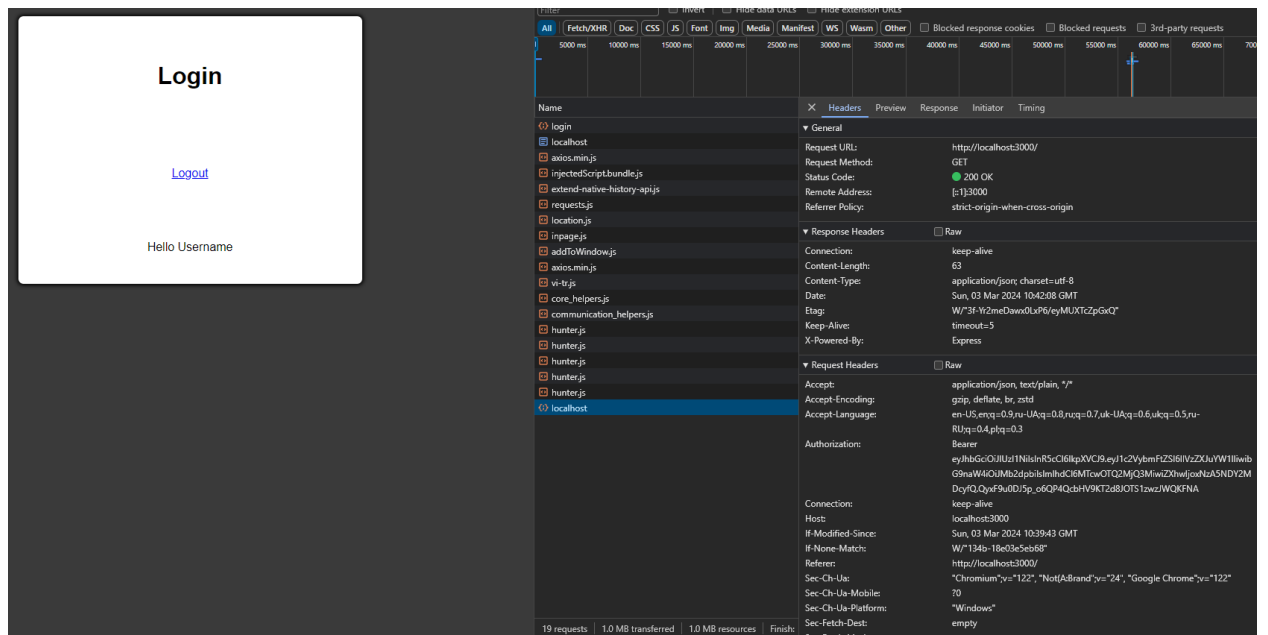 Login
Logout
Hello Username
Filter
Invert
Hide data URLs
Hide extension URLs
All
Fetch/XHR
Doc
CSS
JS
Font
Img
Media
Manifest
WS
Wasm
Other
Blocked response cookies
Blocked requests
3rd-party requests
5000 ms
10000 ms
15000 ms
20000 ms
25000 ms
30000 ms
35000 ms
40000 ms
45000 ms
50000 ms
55000 ms
60000 ms
65000 ms
Name
login
localhost
axios.min.js
injectedScript.bundle.js
extend-native-history-api.js
requests.js
location.js
inpage.js
addToWindow.js
axios.min.js
vi-tr.js
core_helpers.js
communication_helpers.js
hunter.js
hunter.js
hunter.js
hunter.js
hunter.js
localhost
19 requests
1.0 MB transferred
1.0 MB resources
Finish:
Headers
Preview
Response
Initiator
Timing
General
Request URL: http://localhost:3000/
Request Method: GET
Status Code: 200 OK
Remote Address: [::1]:3000
Referrer Policy: strict-origin-when-cross-origin
Response Headers
Raw
Connection: keep-alive
Content-Length: 63
Content-Type: application/json; charset=utf-8
Date: Sun, 03 Mar 2024 10:42:08 GMT
Etag: W/"3f-Yr2meDawx0LxP6/eyMUXTcZpGxQ"
Keep-Alive: timeout=5
X-Powered-By: Express
Request Headers
Raw
Accept: application/json, text/plain, */*
Accept-Encoding: gzip, deflate, br, zstd
Accept-Language: en-US,en;q=0.9,ru-UA;q=0.8,ru;q=0.7,uk-UA;q=0.6,uk;q=0.5,ru-
RU;q=0.4,pl;q=0.3
Authorization: Bearer
Connection: keep-alive
Host: localhost:3000
If-Modified-Since: Sun, 03 Mar 2024 10:39:43 GMT
If-None-Match: W/"134b-18e03e5eb68"
Referer: http://localhost:3000/
Sec-Ch-Ua: "Chromium";v="122", "Not(A:Brand";v="24", "Google Chrome";v="122"
Sec-Ch-Ua-Mobile: ?0
Sec-Ch-Ua-Platform: "Windows"
Sec-Fetch-Dest: empty